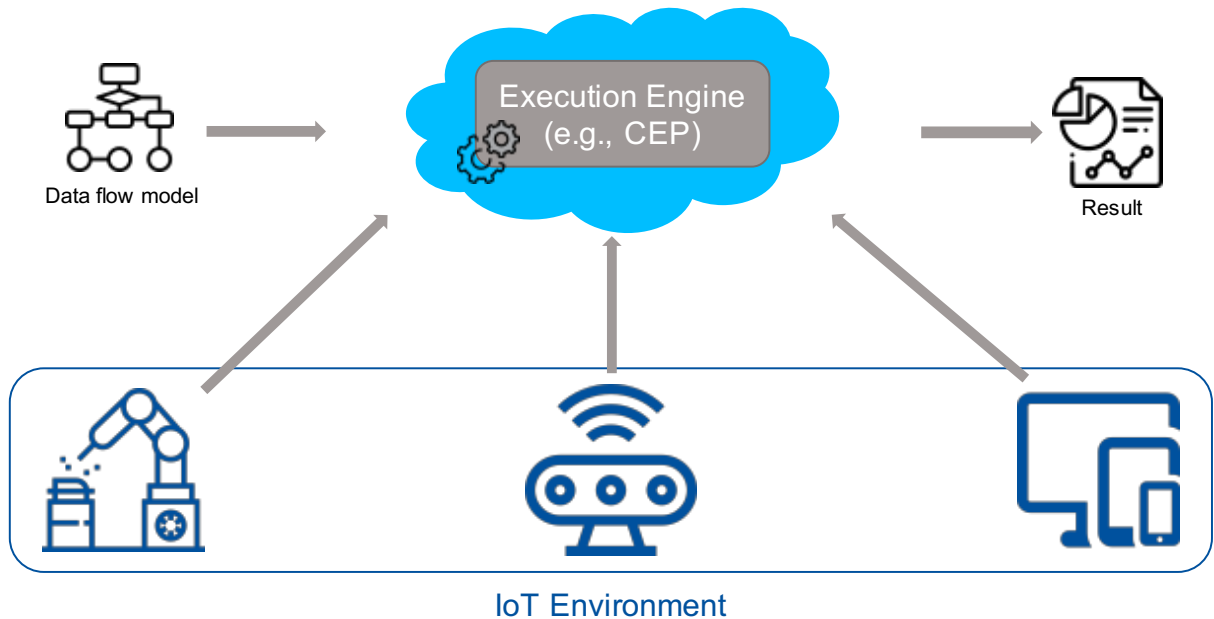 Execution Engine
(e.g., CEP)
Data flow model
Result
IoT Environment